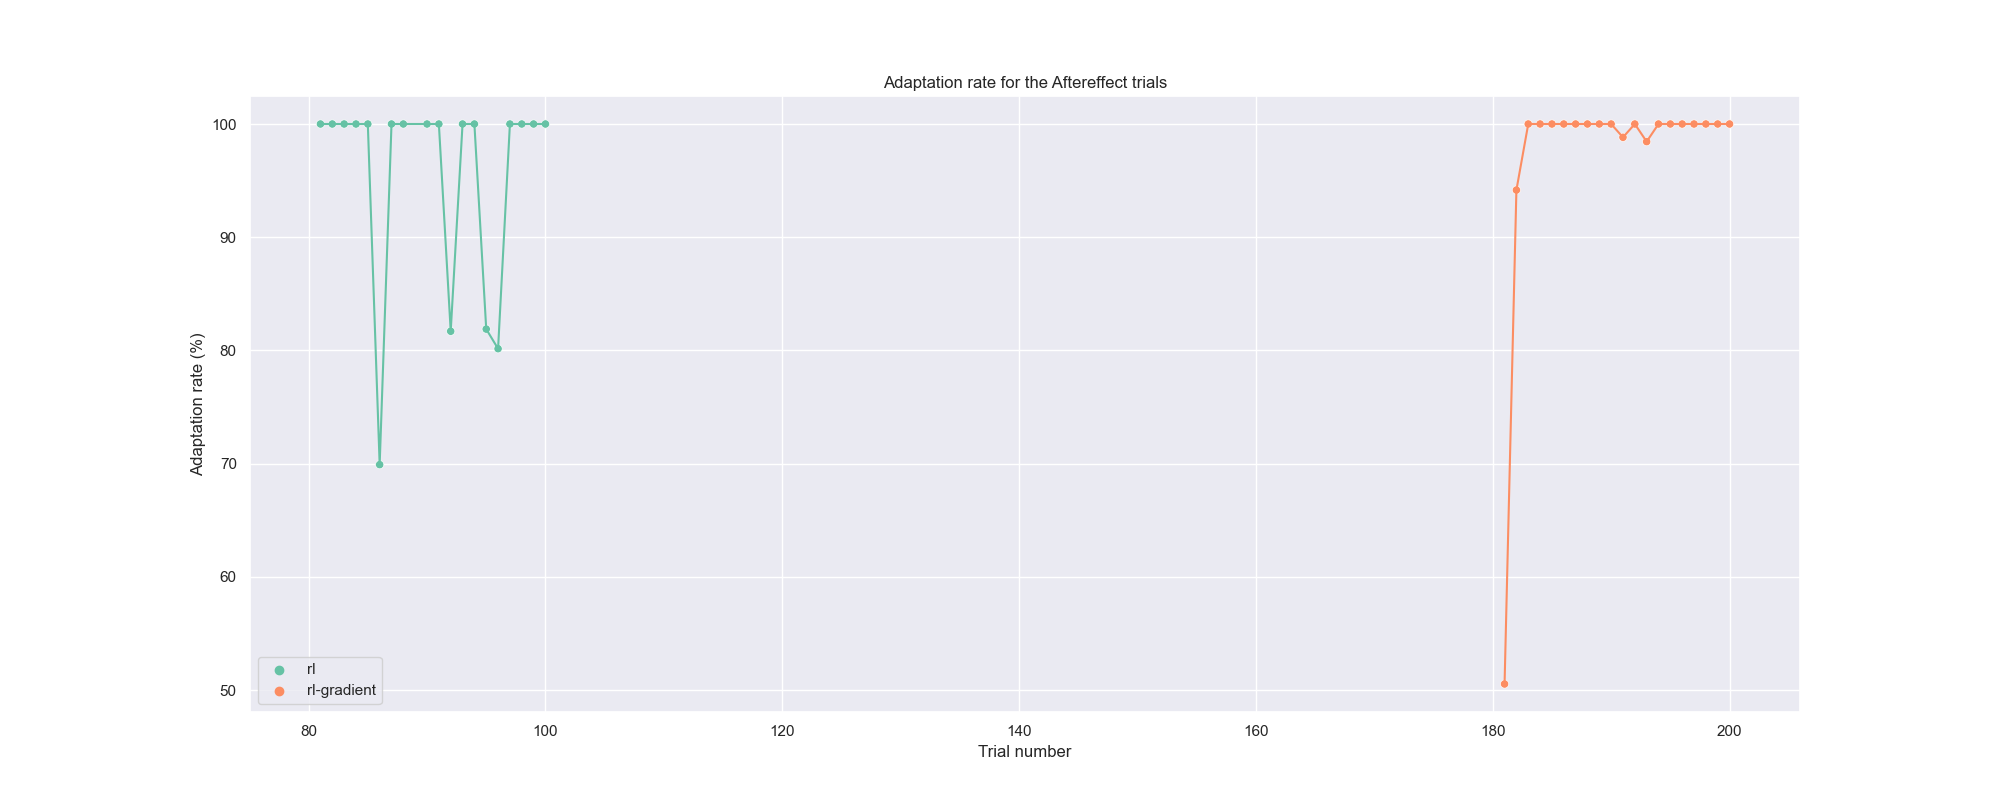 Adaptation rate for the Aftereffect trials
Adaptation rate (%)
100
90
80
70
60
50
rl
rl-gradient
80 100 120 140 160 180 200
Trial number